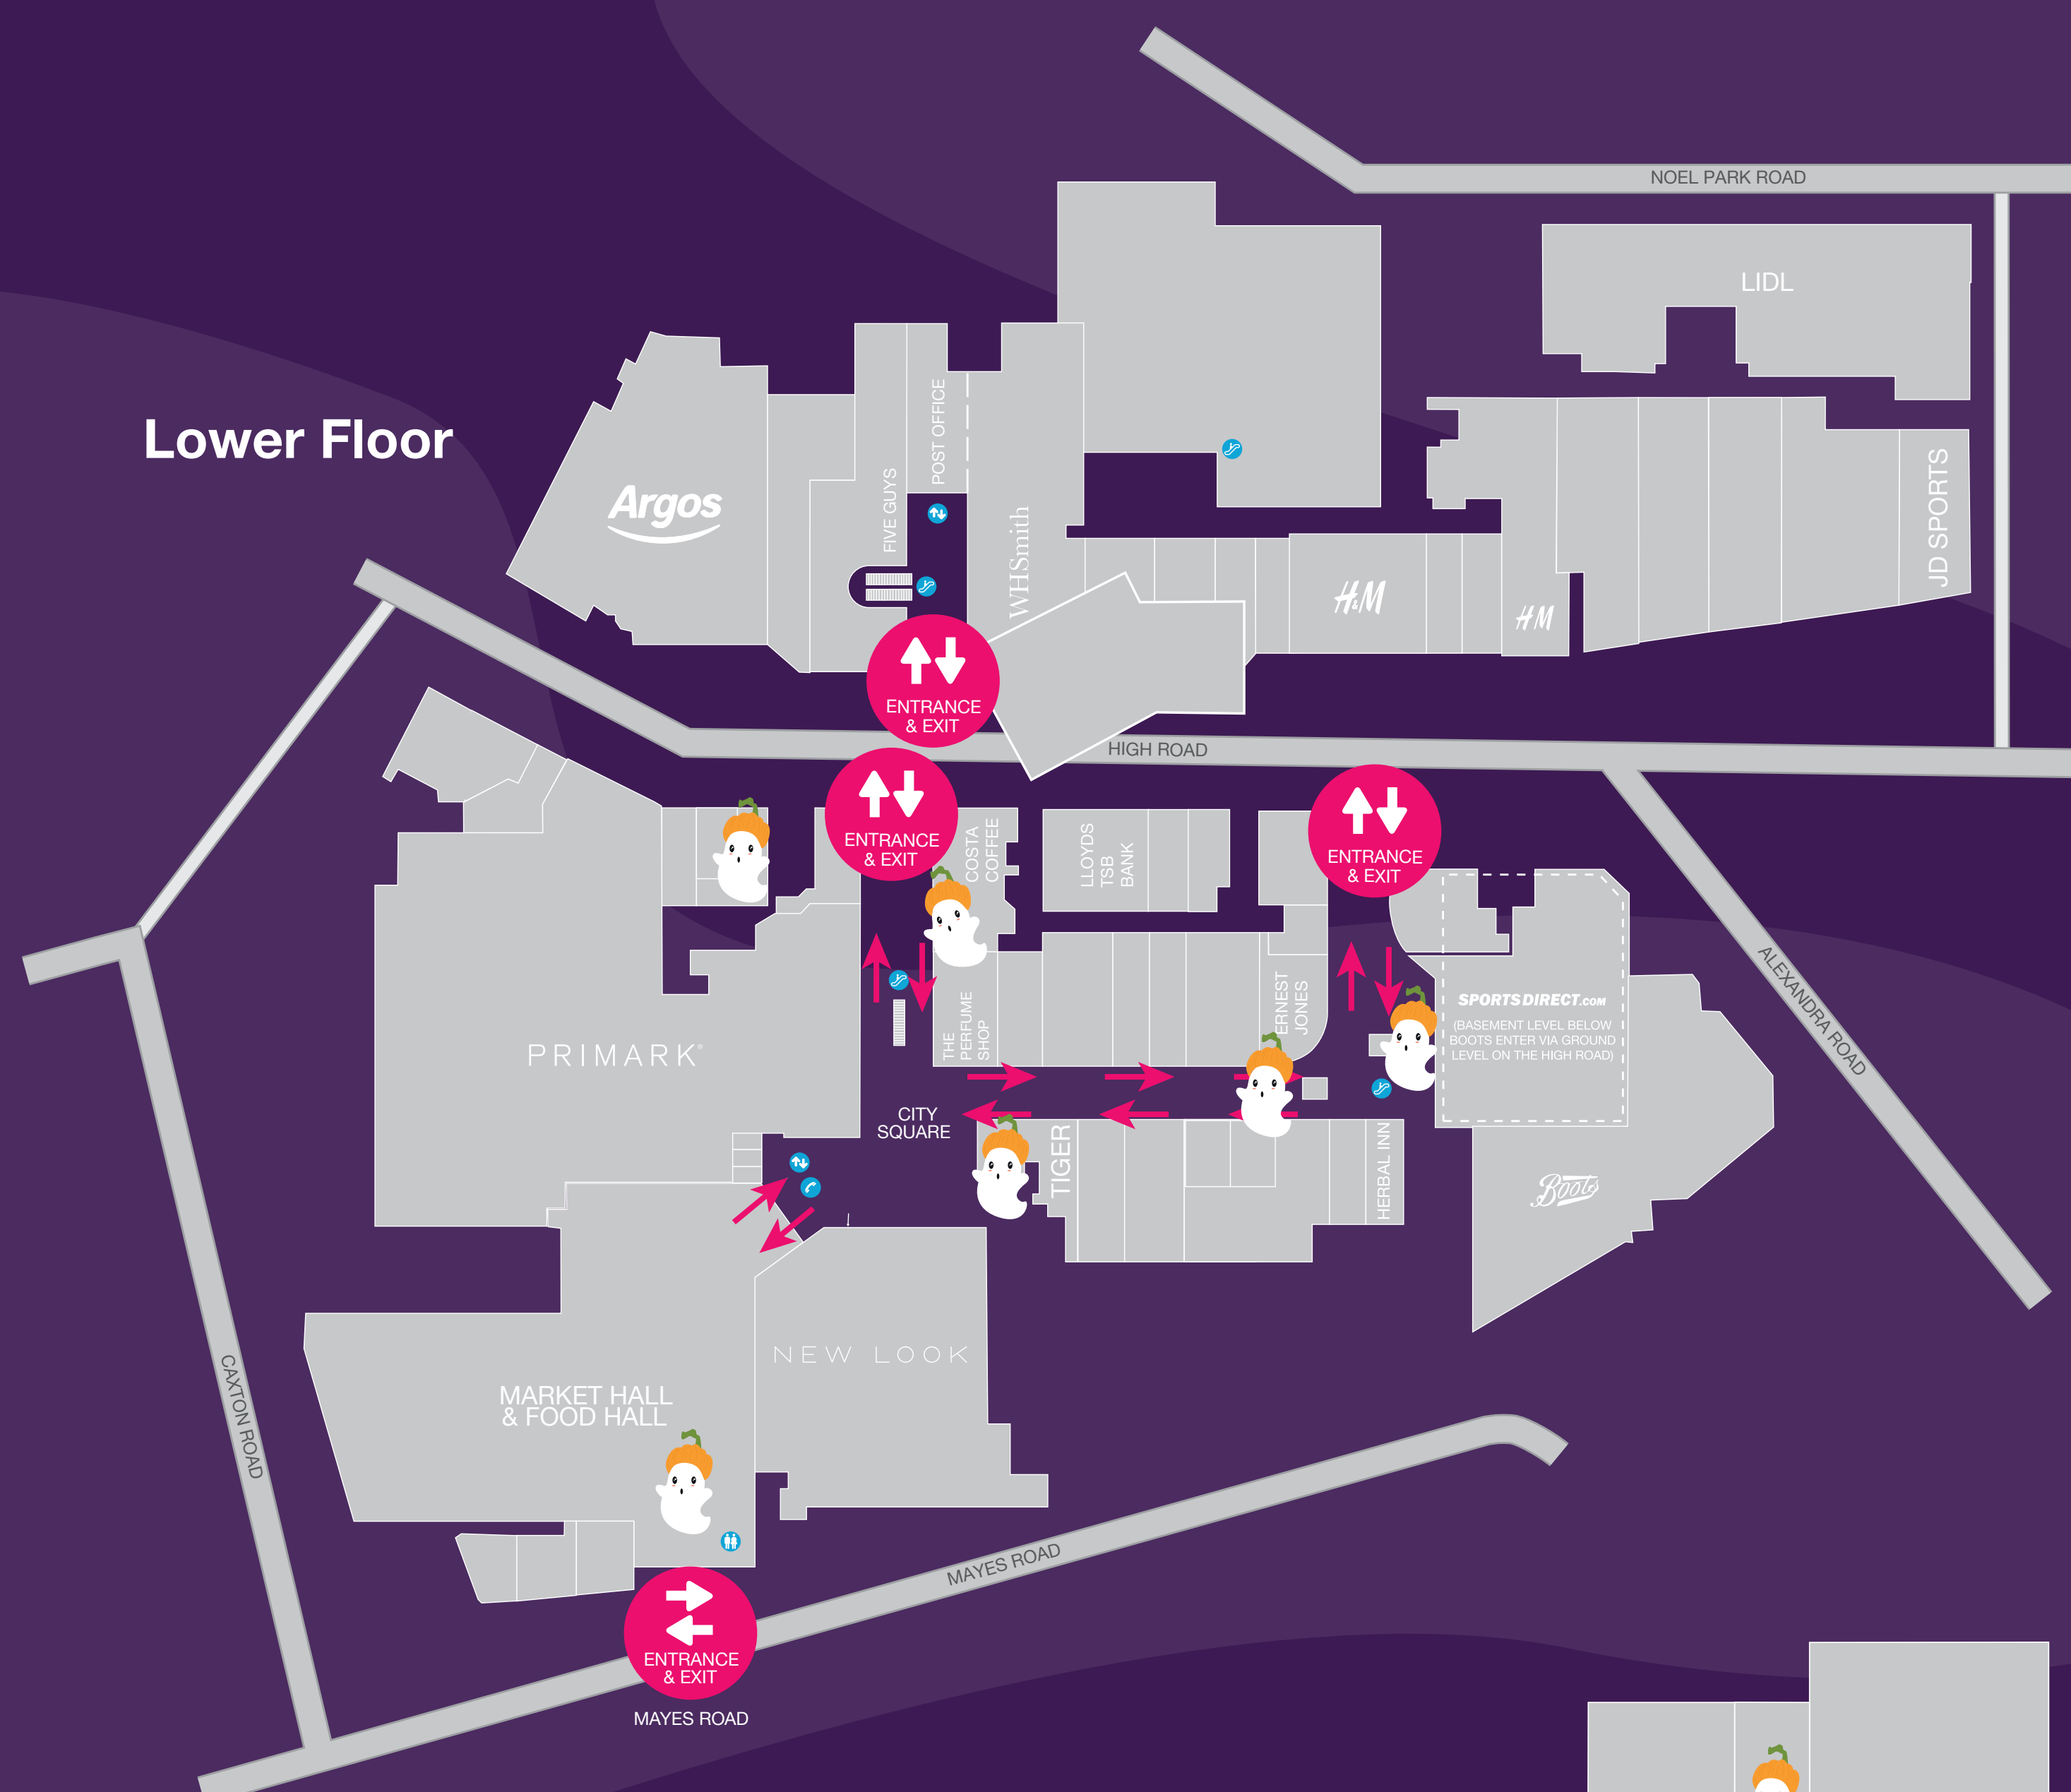 NOEL PARK ROAD
LIDL
Lower Floor
Argos
FIVE GUYS
POST OFFICE
WHSmith
H&M
H&M
JD SPORTS
ENTRANCE
& EXIT
HIGH ROAD
ENTRANCE
& EXIT
COSTA
COFFEE
LLOYDS
TSB
BANK
ENTRANCE
& EXIT
ALEXANDRA ROAD
PRIMARK®
THE
PERFUME
SHOP
ERNEST
JONES
SPORTSDIRECT.COM
(BASEMENT LEVEL BELOW
BOOTS ENTER VIA GROUND
LEVEL ON THE HIGH ROAD)
CITY
SQUARE
TIGER
HERBAL INN
Boots
NEW LOOK
MARKET HALL
& FOOD HALL
CAXTON ROAD
MAYES ROAD
ENTRANCE
& EXIT
MAYES ROAD